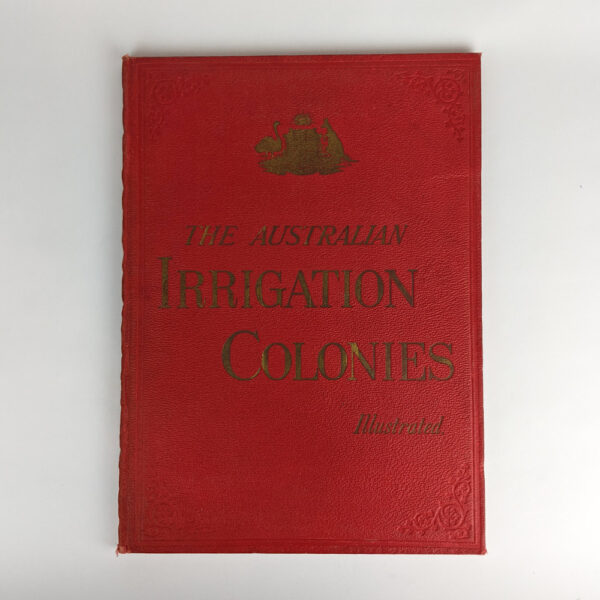 THE AUSTRALIAN
IRRIGATION
COLONIES
Illustrated